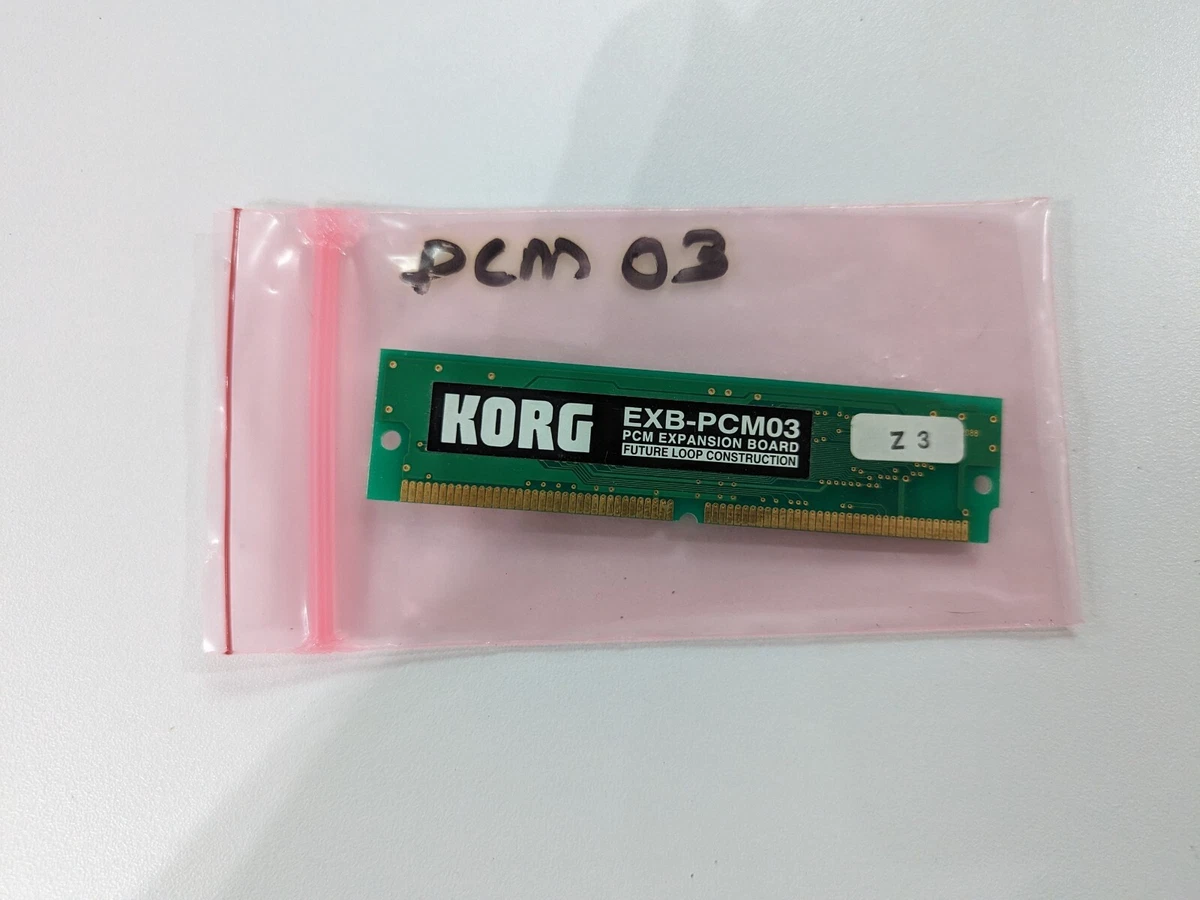 PCM 03
KORG
EXB-PCM03
PCM EXPANSION BOARD
FUTURE LOOP CONSTRUCTION
Z 3